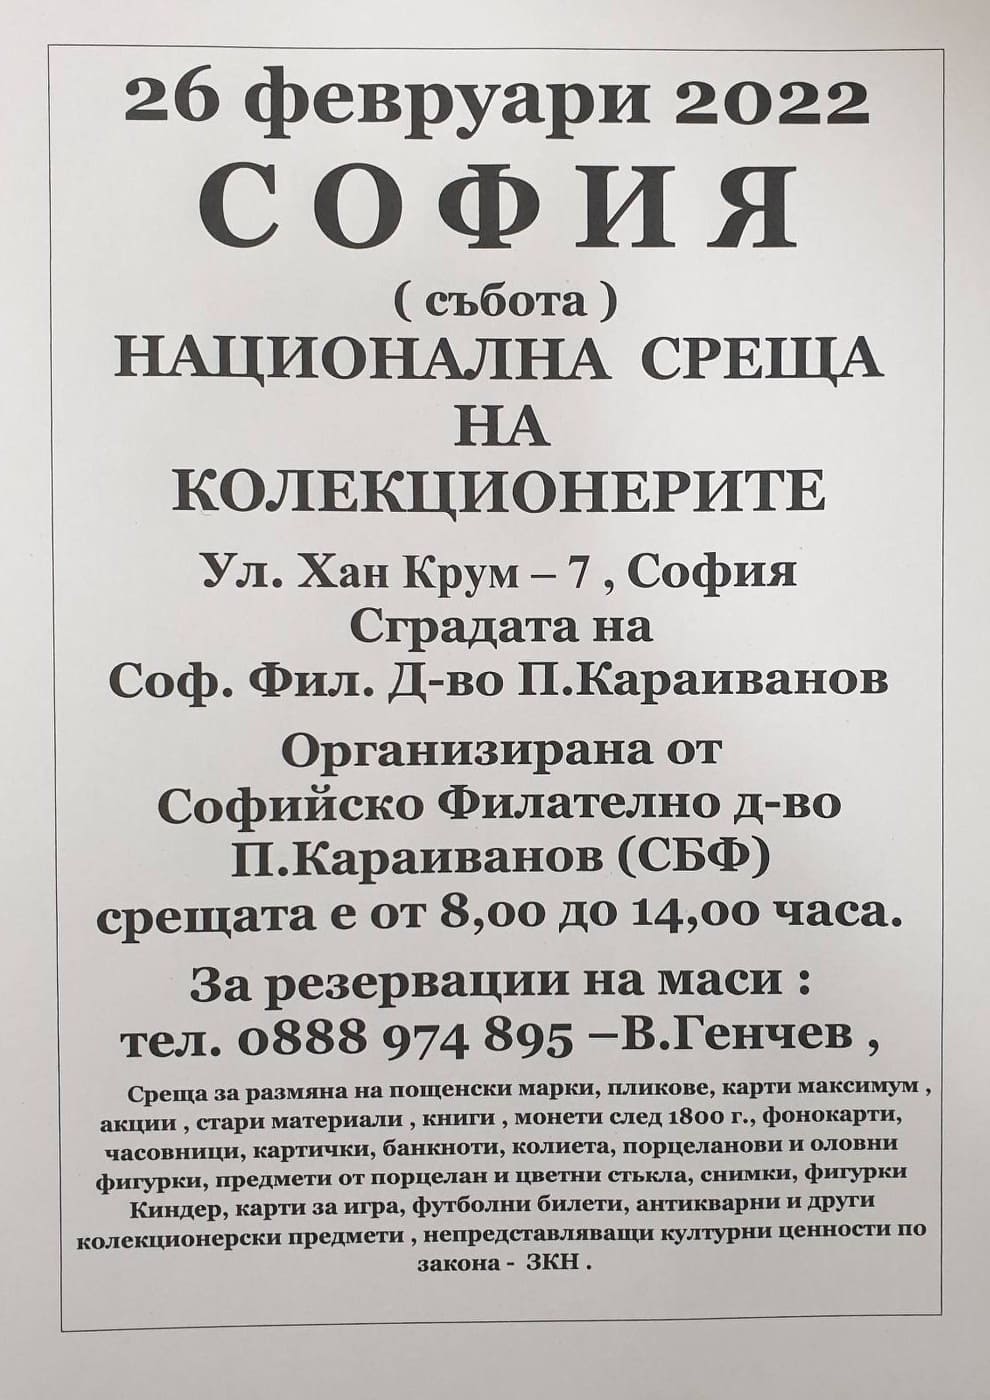 26 февруари 2022
СОФИЯ
( събота )
НАЦИОНАЛНА СРЕЩА
НА
КОЛЕКЦИОНЕРИТЕ
Ул. Хан Крум – 7 , София
Сградата на
Соф. Фил. Д-во П.Караиванов
Организирана от
Софийско Филателно д-во
П.Караиванов (СБФ)
срещата е от 8,00 до 14,00 часа.
За резервации на маси :
тел. 0888 974 895 –В.Генчев ,
Среща за размяна на пощенски марки, пликове, карти максимум ,
акции , стари материали , книги , монети след 1800 г., фонокарти,
часовници, картички, банкноти, колиета, порцеланови и оловни
фигурки, предмети от порцелан и цветни стъкла, снимки, фигурки
Киндер, карти за игра, футболни билети, антикварни и други
колекционерски предмети , непредставляващи културни ценности по
закона - ЗКН .